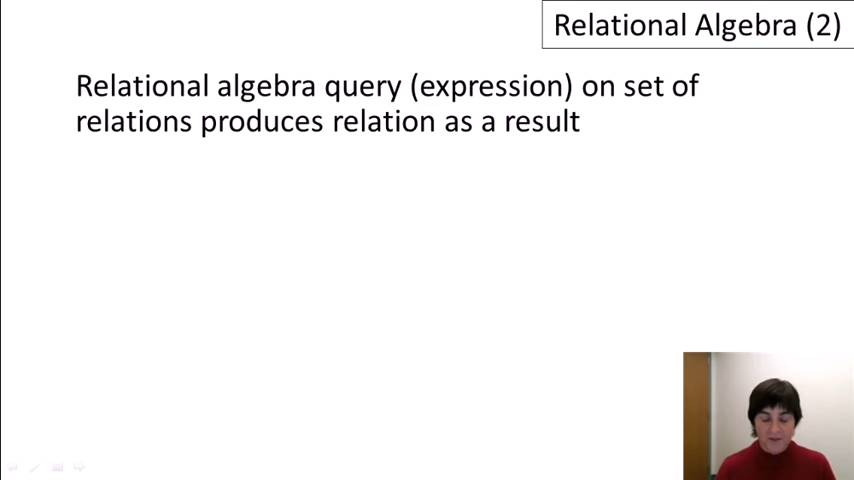 Relational Algebra (2)
Relational algebra query (expression) on set of
relations produces relation as a result